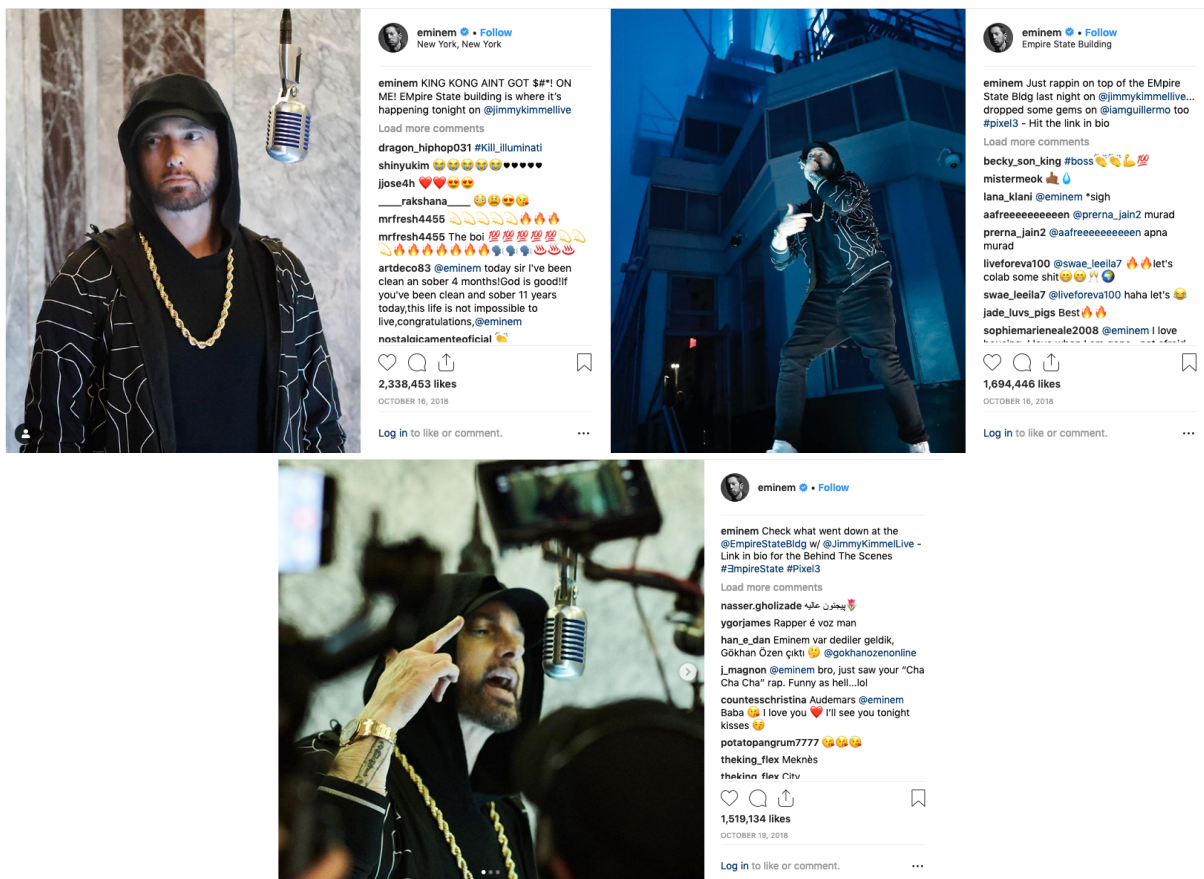 eminem • Follow
New York, New York
eminem KING KONG AINT GOT $#*! ON
ME! EMpire State building is where it's
happening tonight on @jimmykimmellive
Load more comments
dragon_hiphop031 #Kill_illuminati
shinyukim 😭😭😭😭😭♥♥♥♥♥
jjose4h ❤️❤️😍😍
____rakshana____ 😳😫😍😘
mrfresh4455 💫💫💫💫💫🔥🔥🔥
mrfresh4455 The boi 💯💯💯💯💯💫💫
💫🔥🔥🔥🔥🔥🔥🔥🗣🗣🗣♨️♨️♨️
artdeco83 @eminem today sir I've been
clean an sober 4 months!God is good!If
you've been clean and sober 11 years
today,this life is not impossible to
live,congratulations,@eminem
nostalgicamenteoficial 👏
2,338,453 likes
OCTOBER 16, 2018
Log in to like or comment.
eminem • Follow
Empire State Building
eminem Just rappin on top of the EMpire
State Bldg last night on @jimmykimmellive...
dropped some gems on @iamguillermo too
#pixel3 - Hit the link in bio
Load more comments
becky_son_king #boss👏👏💪💯
mistermeok 🤙🏾💧
lana_klani @eminem *sigh
aafreeeeeeeeeen @prerna_jain2 murad
prerna_jain2 @aafreeeeeeeeeen apna
murad
liveforeva100 @swae_leeila7 🔥🔥let's
colab some shit😁😁🥂🌍
swae_leeila7 @liveforeva100 haha let's 😂
jade_luvs_pigs Best🔥🔥
sophiemarieneale2008 @eminem I love
1,694,446 likes
OCTOBER 16, 2018
Log in to like or comment.
eminem • Follow
eminem Check what went down at the
@EmpireStateBldg w/ @JimmyKimmelLive -
Link in bio for the Behind The Scenes
#ƎmpireState #Pixel3
Load more comments
nasser.gholizade پیجتون عالیه🌷
ygorjames Rapper é voz man
han_e_dan Eminem var dediler geldik,
Gökhan Özen çıktı 🤔 @gokhanozenonline
j_magnon @eminem bro, just saw your “Cha
Cha Cha” rap. Funny as hell...lol
countesschristina Audemars @eminem
Baba 😘 I love you ❤️ I'll see you tonight
kisses 😚
potatopangrum7777 😘😘😘
theking_flex Meknès
theking_flex City
1,519,134 likes
OCTOBER 19, 2018
Log in to like or comment.